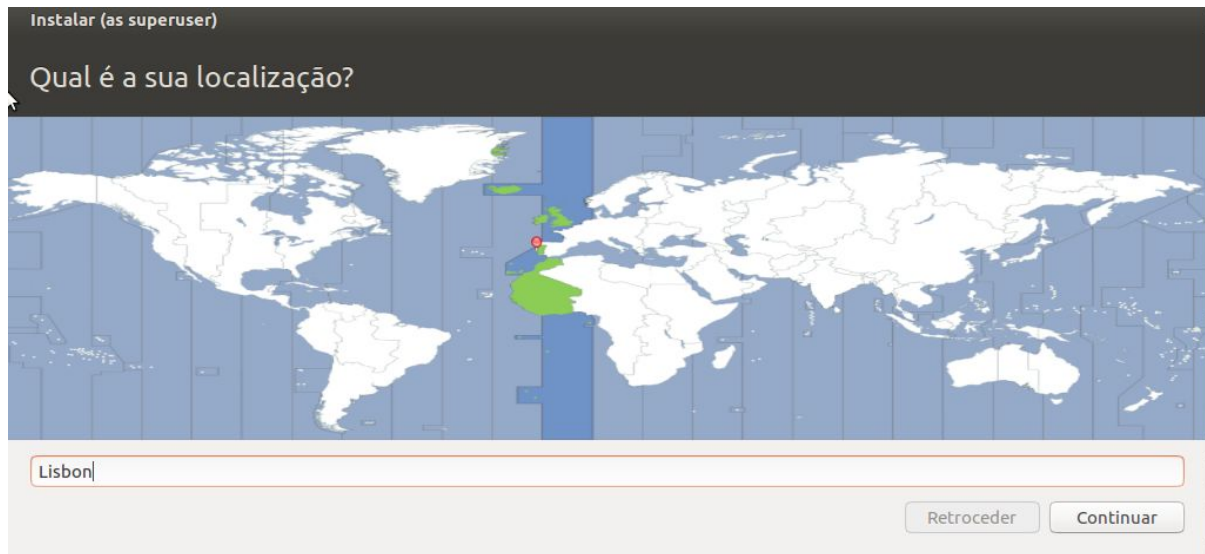 Instalar (as superuser)
Qual é a sua localização?
Lisbon
Retroceder Continuar